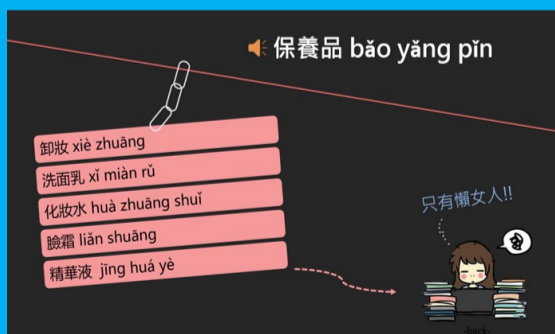 保養品 bǎo yǎng pǐn
卸妝 xiè zhuāng
洗面乳 xǐ miàn rǔ
化妝水 huà zhuāng shuǐ
臉霜 liǎn shuāng
精華液 jīng huá yè
只有懶女人!!
-back-